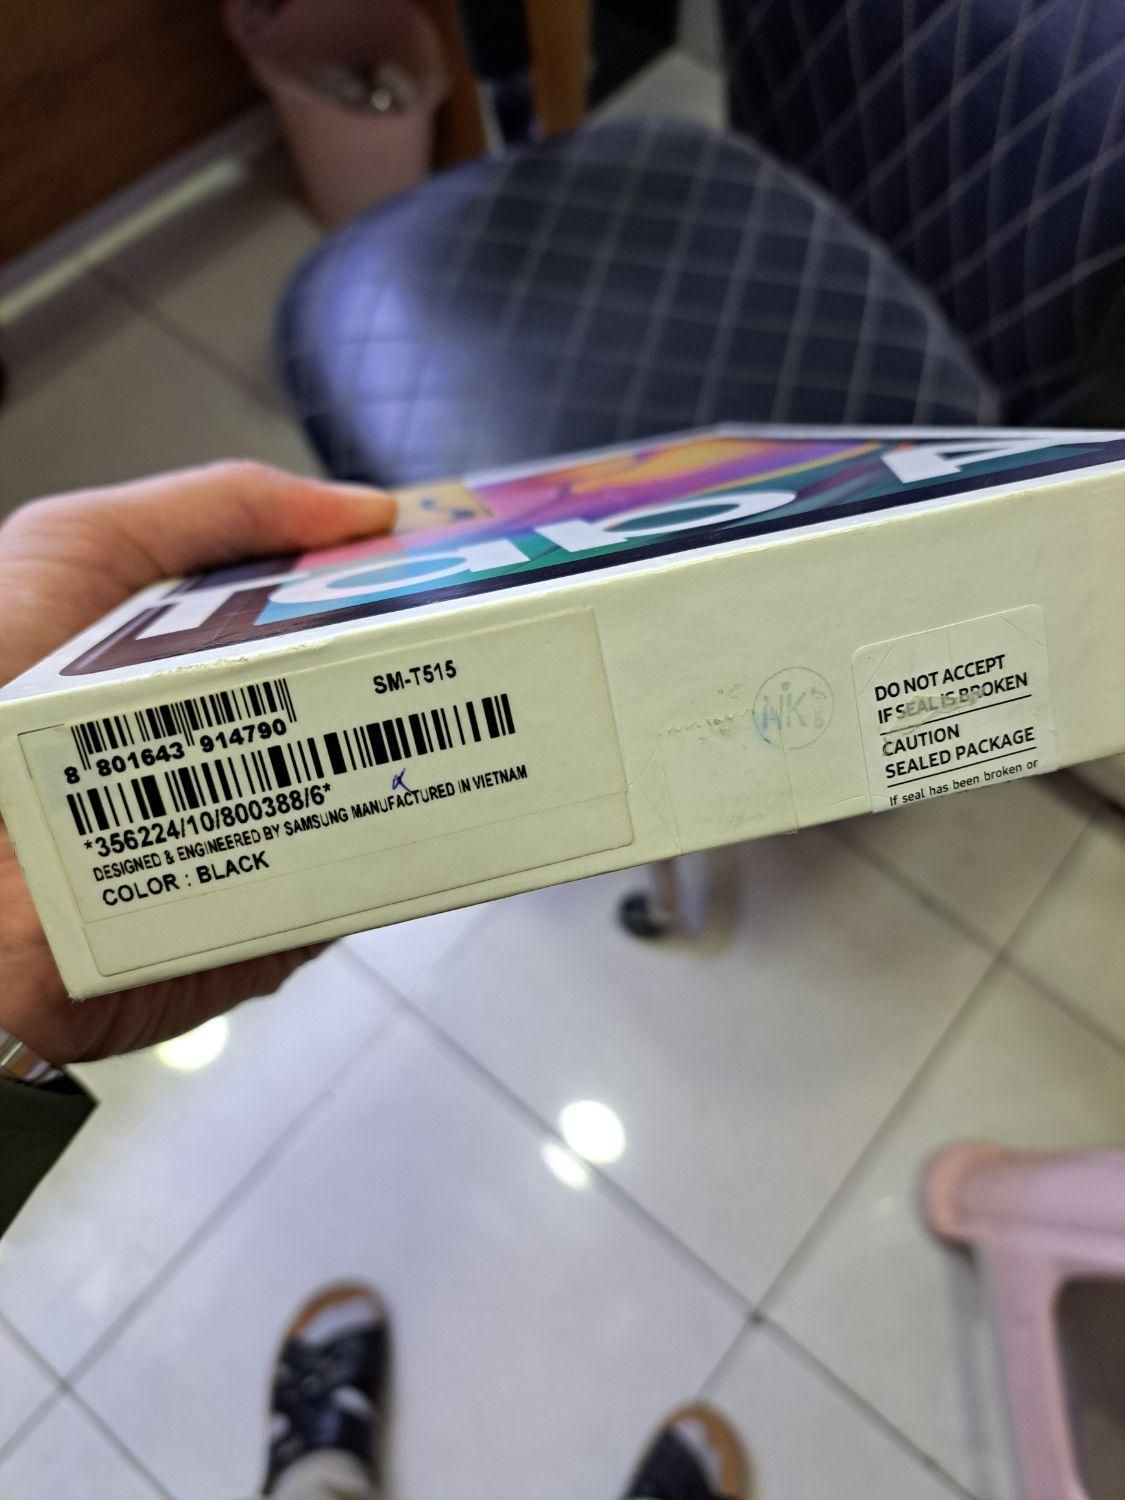 Tab A
SM-T515
8 801643 914790
*356224/10/800388/6*
DESIGNED & ENGINEERED BY SAMSUNG MANUFACTURED IN VIETNAM
COLOR : BLACK
DO NOT ACCEPT
IF SEAL IS BROKEN
CAUTION
SEALED PACKAGE
If seal has been broken or